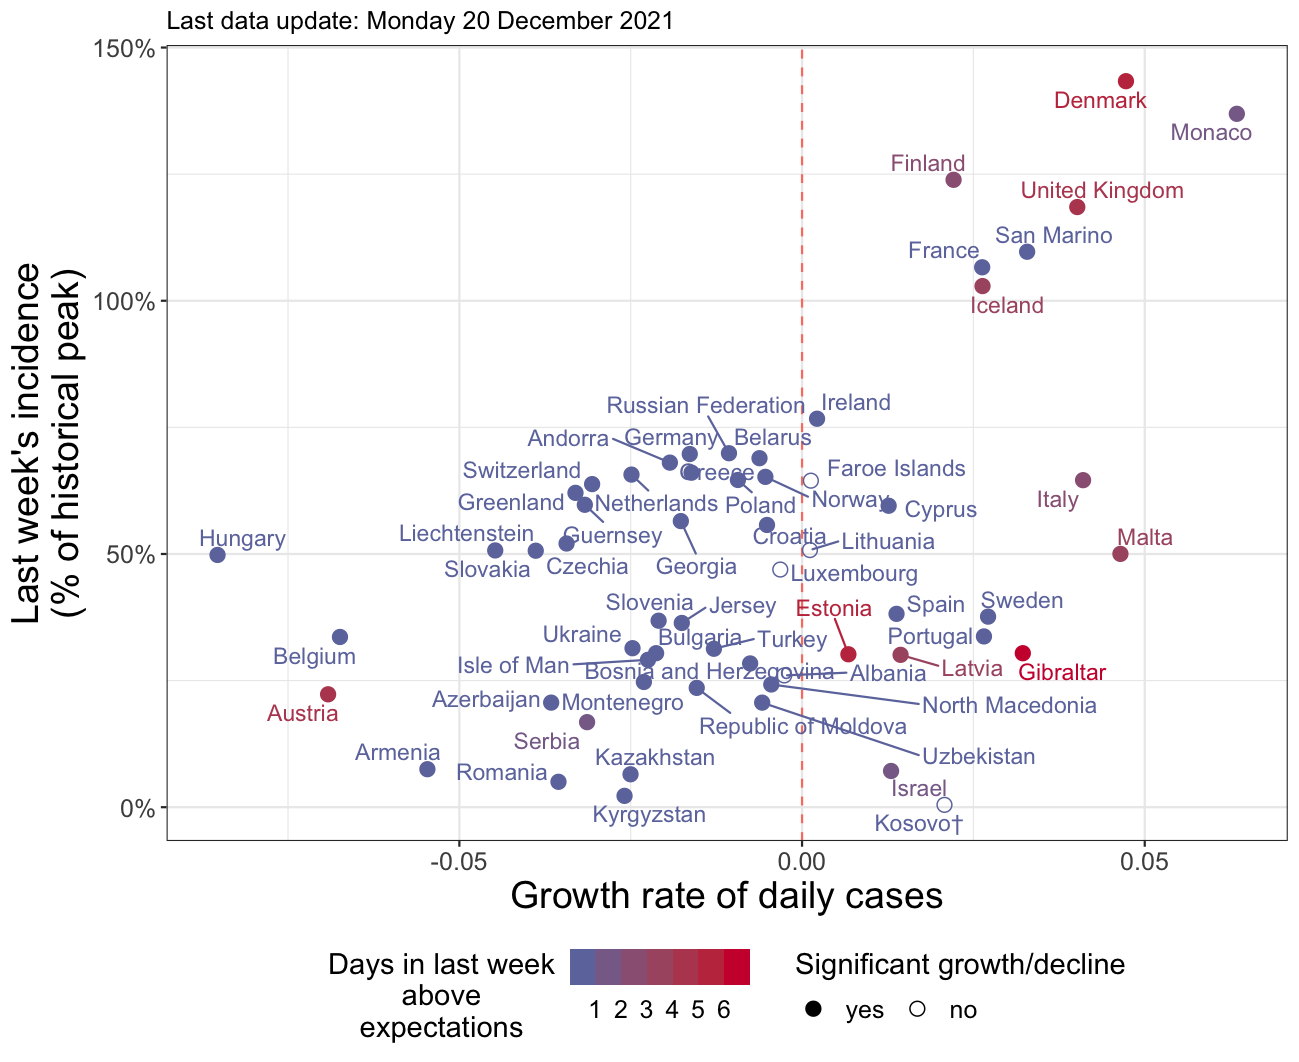 Last data update: Monday 20 December 2021
150%
100%
50%
0%
Last week's incidence
(% of historical peak)
Denmark
Monaco
Finland
United Kingdom
San Marino
France
Iceland
Russian Federation
Ireland
Andorra
Germany
Belarus
Switzerland
Greece
Faroe Islands
Greenland
Netherlands
Poland
Norway
Italy
Cyprus
Hungary
Liechtenstein
Guernsey
Croatia
Lithuania
Malta
Slovakia
Czechia
Georgia
Luxembourg
Slovenia
Jersey
Estonia
Spain
Sweden
Ukraine
Bulgaria
Turkey
Portugal
Belgium
Isle of Man
Bosnia and Herzegovina
Albania
Latvia
Gibraltar
Austria
Azerbaijan
Montenegro
North Macedonia
Serbia
Republic of Moldova
Armenia
Romania
Kazakhstan
Uzbekistan
Kyrgyzstan
Israel
Kosovo†
-0.05
0.00
0.05
Growth rate of daily cases
Days in last week
above
expectations
1 2 3 4 5 6
Significant growth/decline
yes
no